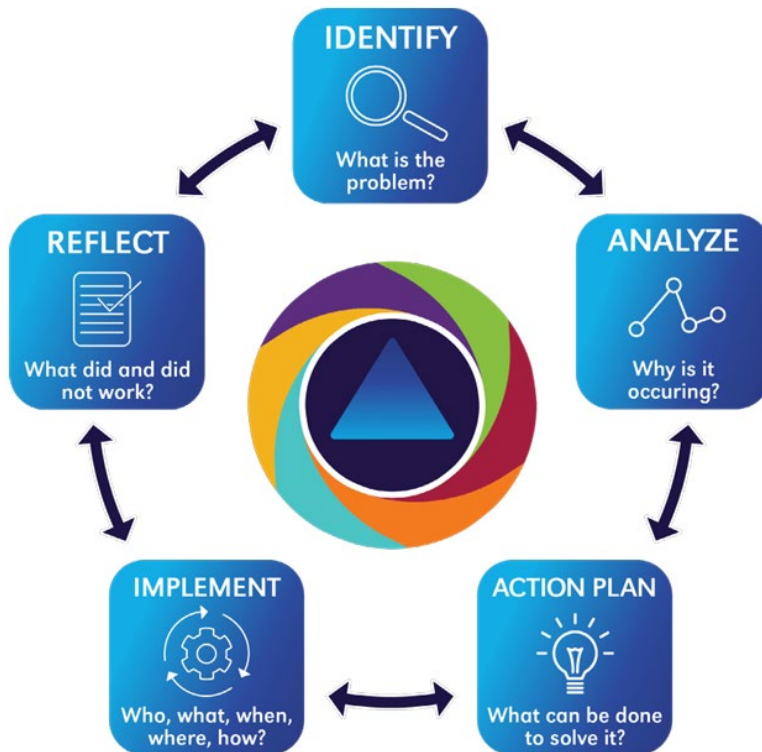 IDENTIFY
What is the
problem?
ANALYZE
Why is it
occuring?
ACTION PLAN
What can be done
to solve it?
IMPLEMENT
Who, what, when,
where, how?
REFLECT
What did and did
not work?